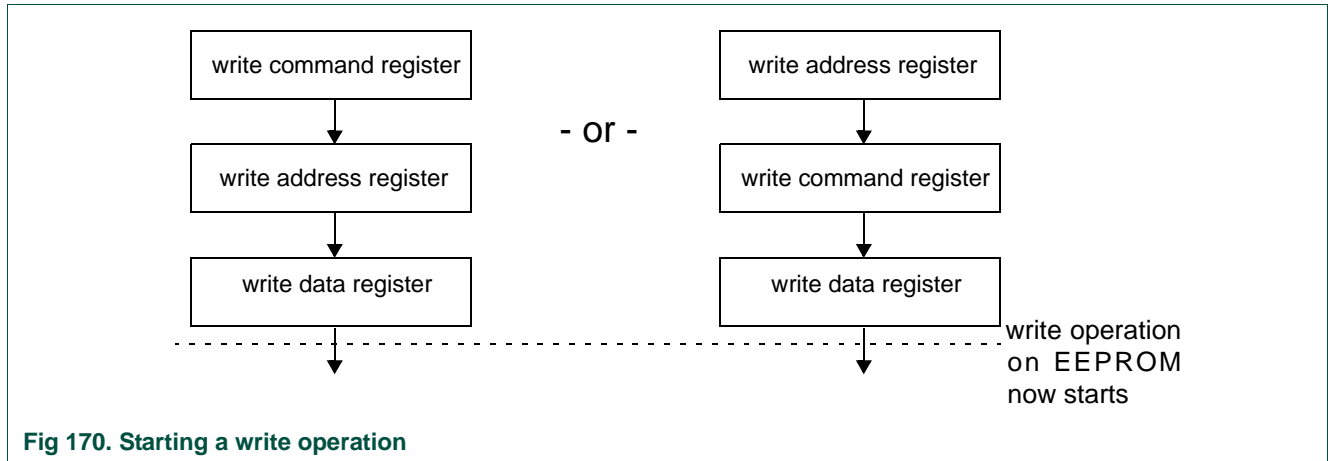 write command register
write address register
write data register
- or -
write address register
write command register
write data register
write operation
on EEPROM
now starts
Fig 170. Starting a write operation